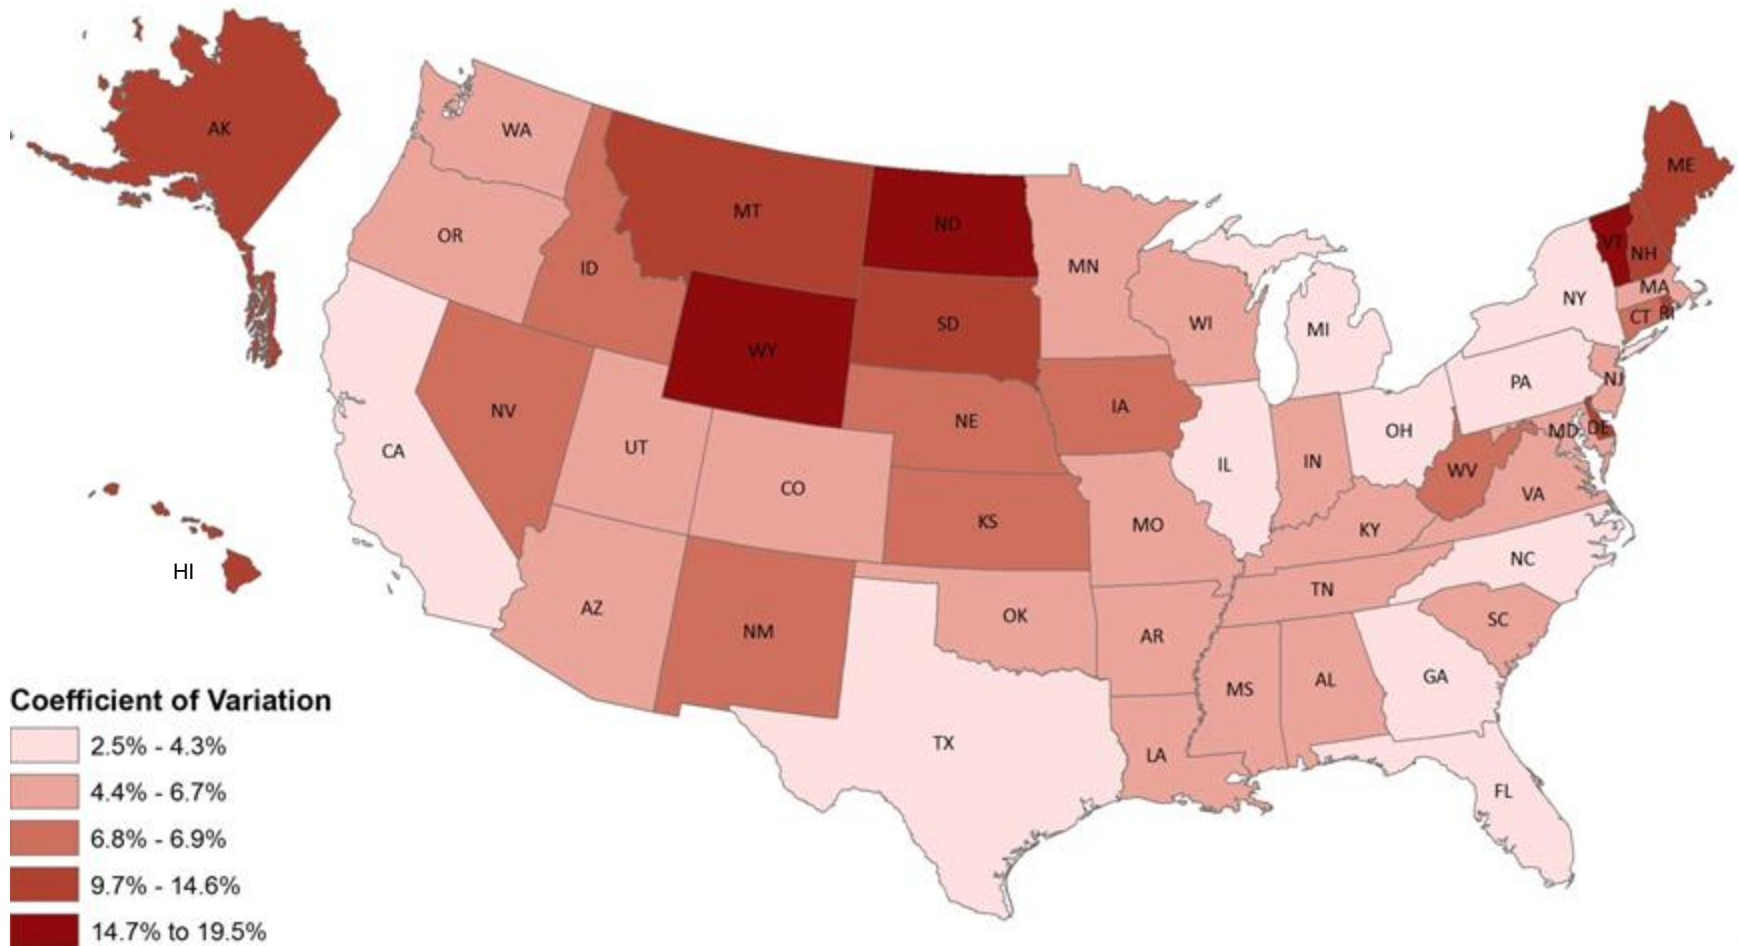 AK
WA
ME
MT
ND
OR
VT
NH
ID
MN
MA
NY
SD
WI
CT
RI
MI
WY
PA
NJ
IA
NV
NE
OH
MD
DE
UT
CA
IL
IN
WV
CO
VA
KS
MO
KY
NC
HI
TN
AZ
OK
SC
NM
AR
GA
AL
MS
Coefficient of Variation
TX
2.5% - 4.3%
LA
FL
4.4% - 6.7%
6.8% - 6.9%
9.7% - 14.6%
14.7% to 19.5%